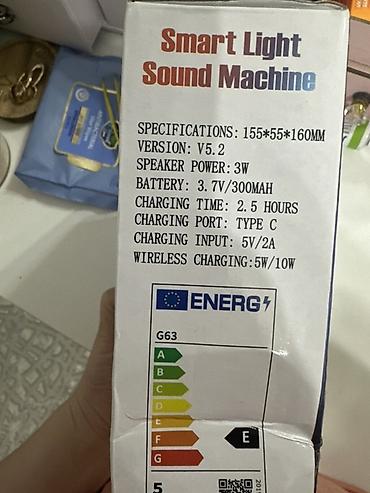 Smart Light
Sound Machine
SPECIFICATIONS: 155*55*160MM
VERSION: V5.2
SPEAKER POWER: 3W
BATTERY: 3.7V/300MAH
CHARGING TIME: 2.5 HOURS
CHARGING PORT: TYPE C
CHARGING INPUT: 5V/2A
WIRELESS CHARGING:5W/10W
ENERG
G63
A
B
C
D
E
F
E
G
5